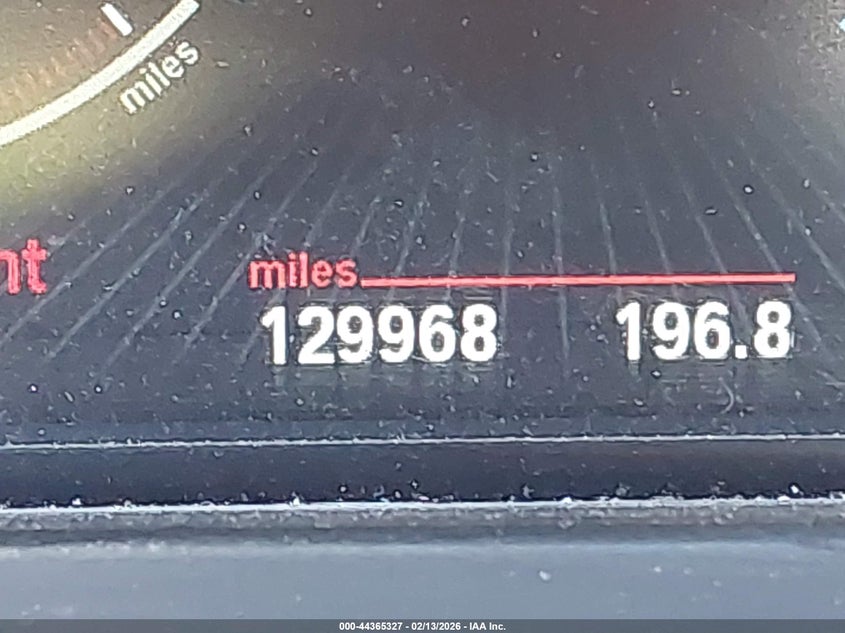 miles
nt
miles
129968 196.8
000-44365327 - 02/13/2026 - IAA Inc.